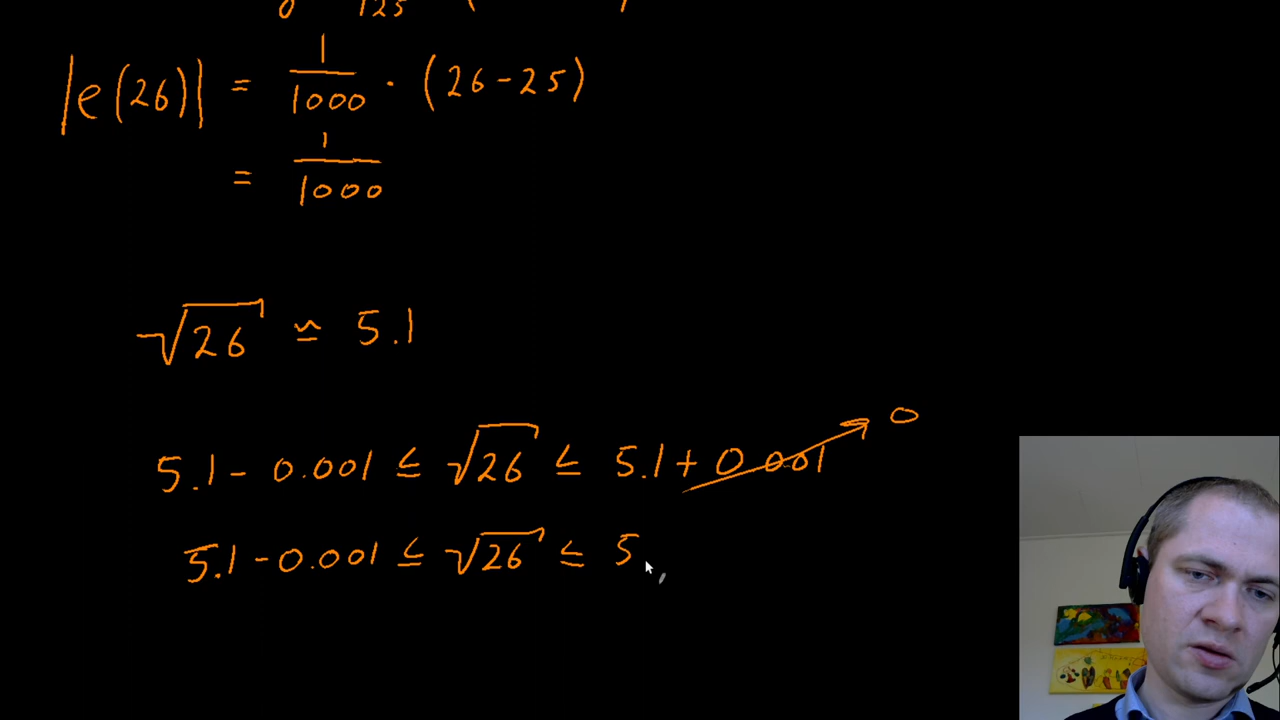 125 (
|e(26)| = 1/1000 · (26-25)
= 1/1000
√26 ≃ 5.1
5.1 - 0.001 ≤ √26 ≤ 5.1 + 0.001 → 0
5.1 - 0.001 ≤ √26 ≤ 5.